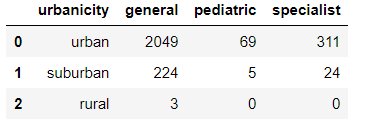 urbanicity general pediatric specialist
0 urban 2049 69 311
1 suburban 224 5 24
2 rural 3 0 0